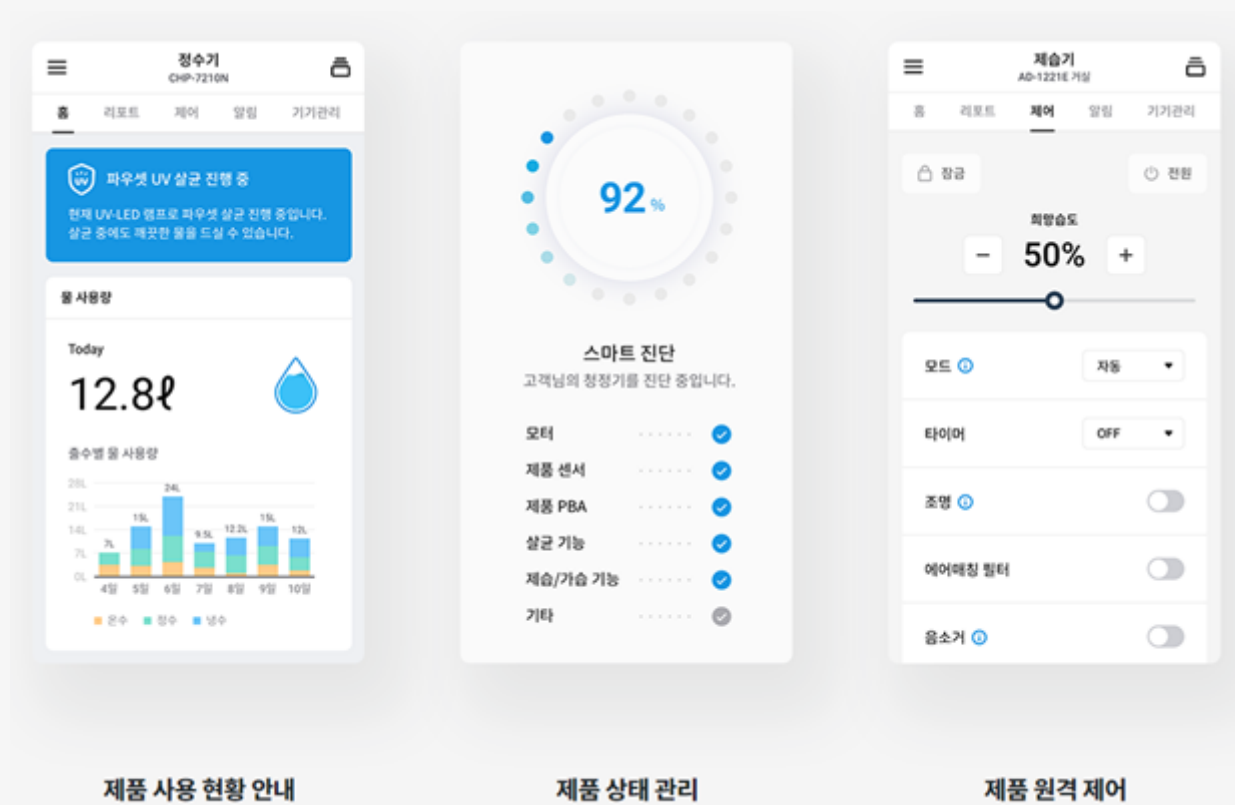 정수기
CHP-7210N
홈 리포트 제어 알림 기기관리
UV 파우셋 UV 살균 진행 중
현재 UV-LED 램프로 파우셋 살균 진행 중입니다.
살균 중에도 깨끗한 물을 드실 수 있습니다.
물 사용량
Today
12.8ℓ
출수별 물 사용량
28L
21L
14L
7L
0L
7L 15L 24L 9.5L 12.2L 15L 12L
4일 5일 6일 7일 8일 9일 10일
온수 정수 냉수
제품 사용 현황 안내
92%
스마트 진단
고객님의 청정기를 진단 중입니다.
모터
제품 센서
제품 PBA
살균 기능
제습/가습 기능
기타
제품 상태 관리
제습기
AD-1221E 거실
홈 리포트 제어 알림 기기관리
잠금 전원
희망습도
- 50% +
모드 자동
타이머 OFF
조명
에어매칭 필터
음소거
제품 원격 제어